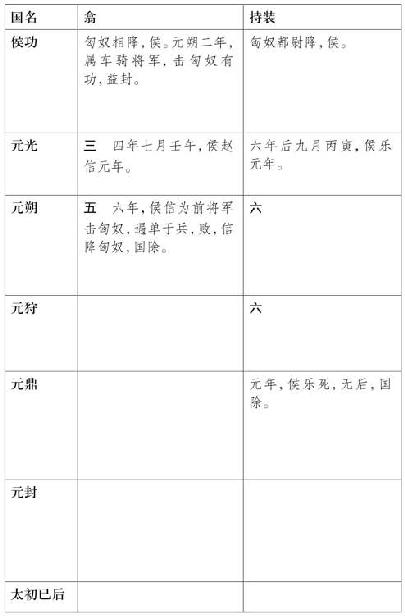 国名 翕 持装
侯功 匈奴相降，侯。元朔二年， 匈奴都尉降，侯。
属车骑将军，击匈奴有
功，益封。
元光 三 四年七月壬午，侯赵 六年后九月丙寅，侯乐
信元年。 元年。
元朔 五 六年，侯信为前将军 六
击匈奴，遇单于兵，败，信
降匈奴，国除。
元狩 六
元鼎 元年，侯乐死，无后，国
除。
元封
太初已后